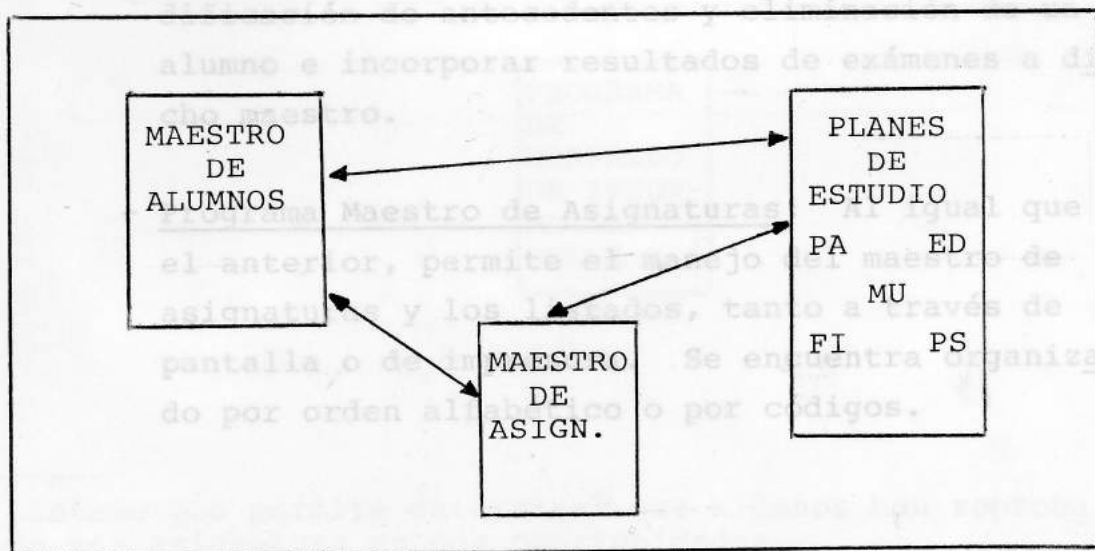 dificación de antecedentes y eliminación de un
alumno e incorporar resultados de exámenes a di
cho maestro.
MAESTRO
DE
ALUMNOS
PLANES
DE
ESTUDIO
PA ED
MU
FI PS
MAESTRO
DE
ASIGN.
Programa Maestro de Asignaturas: Al igual que
el anterior, permite el manejo del maestro de
asignaturas y los listados, tanto a través de
pantalla o de Se encuentra organiza
do por orden alfabético o por códigos.